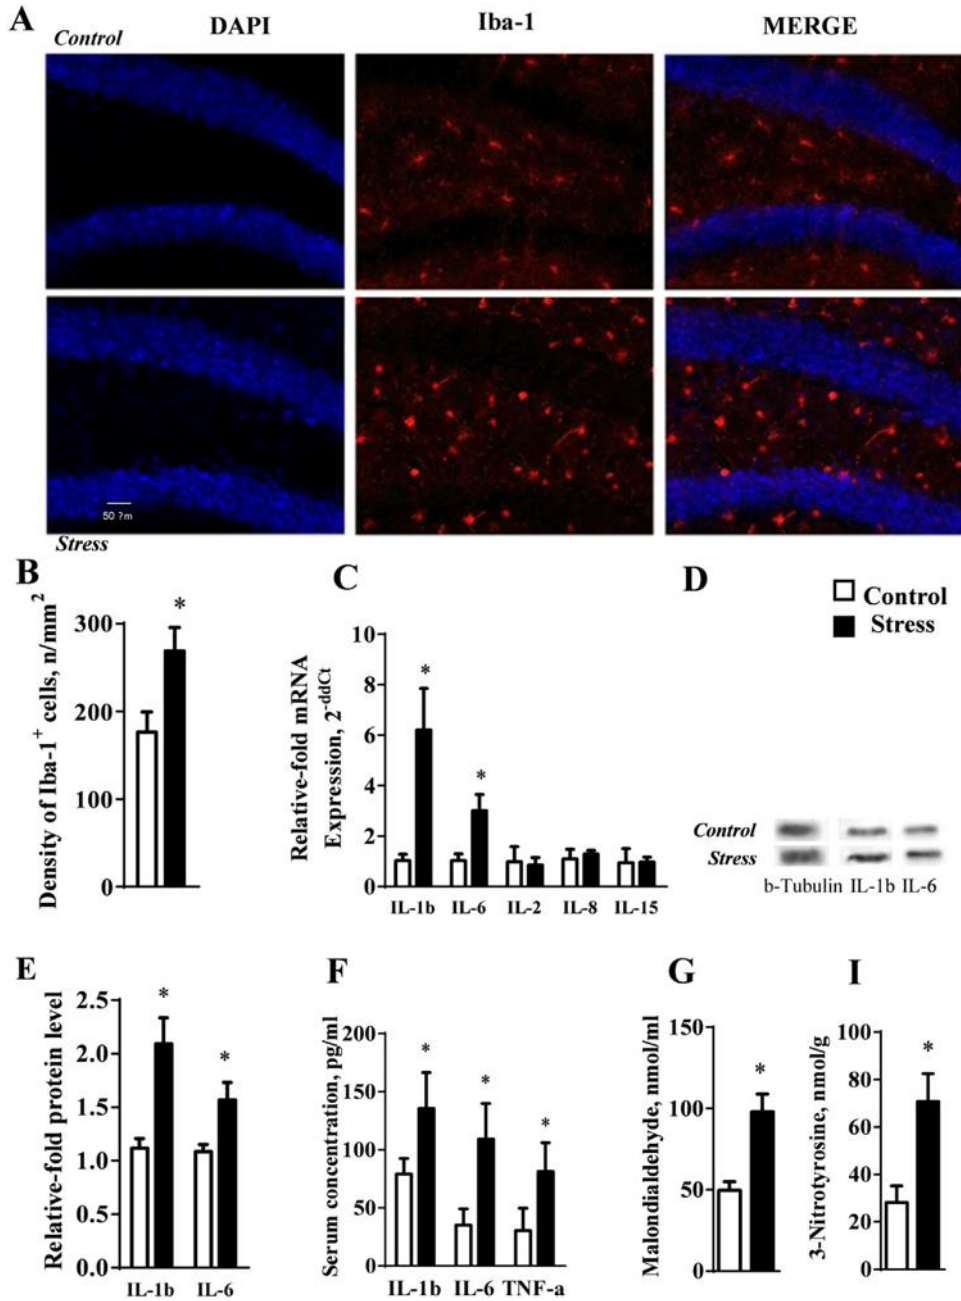 A
DAPI
Iba-1
MERGE
Control
50 ?m
Stress
B
Density of Iba-1+ cells, n/mm2
300
200
100
0
*
C
Relative-fold mRNA
Expression, 2-ddCt
10
8
6
4
2
0
*
*
IL-1b IL-6 IL-2 IL-8 IL-15
D
Control
Stress
Control
Stress
b-Tubulin IL-1b IL-6
E
Relative-fold protein level
2.5
2.0
1.5
1.0
0.5
0.0
*
*
IL-1b IL-6
F
Serum concentration, pg/ml
200
150
100
50
0
*
*
*
IL-1b IL-6 TNF-a
G
Malondialdehyde, nmol/ml
150
100
50
0
*
I
3-Nitrotyrosine, nmol/g
100
80
60
40
20
0
*